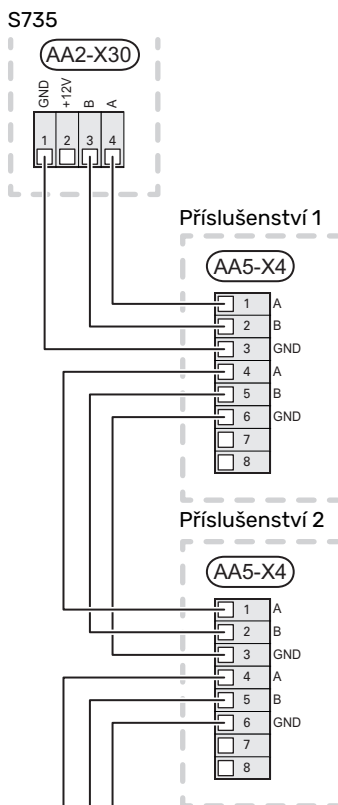 S735
AA2-X30
GND
+12V
B
A
1 2 3 4
Příslušenství 1
AA5-X4
1 A
2 B
3 GND
4 A
5 B
6 GND
7
8
Příslušenství 2
AA5-X4
1 A
2 B
3 GND
4 A
5 B
6 GND
7
8